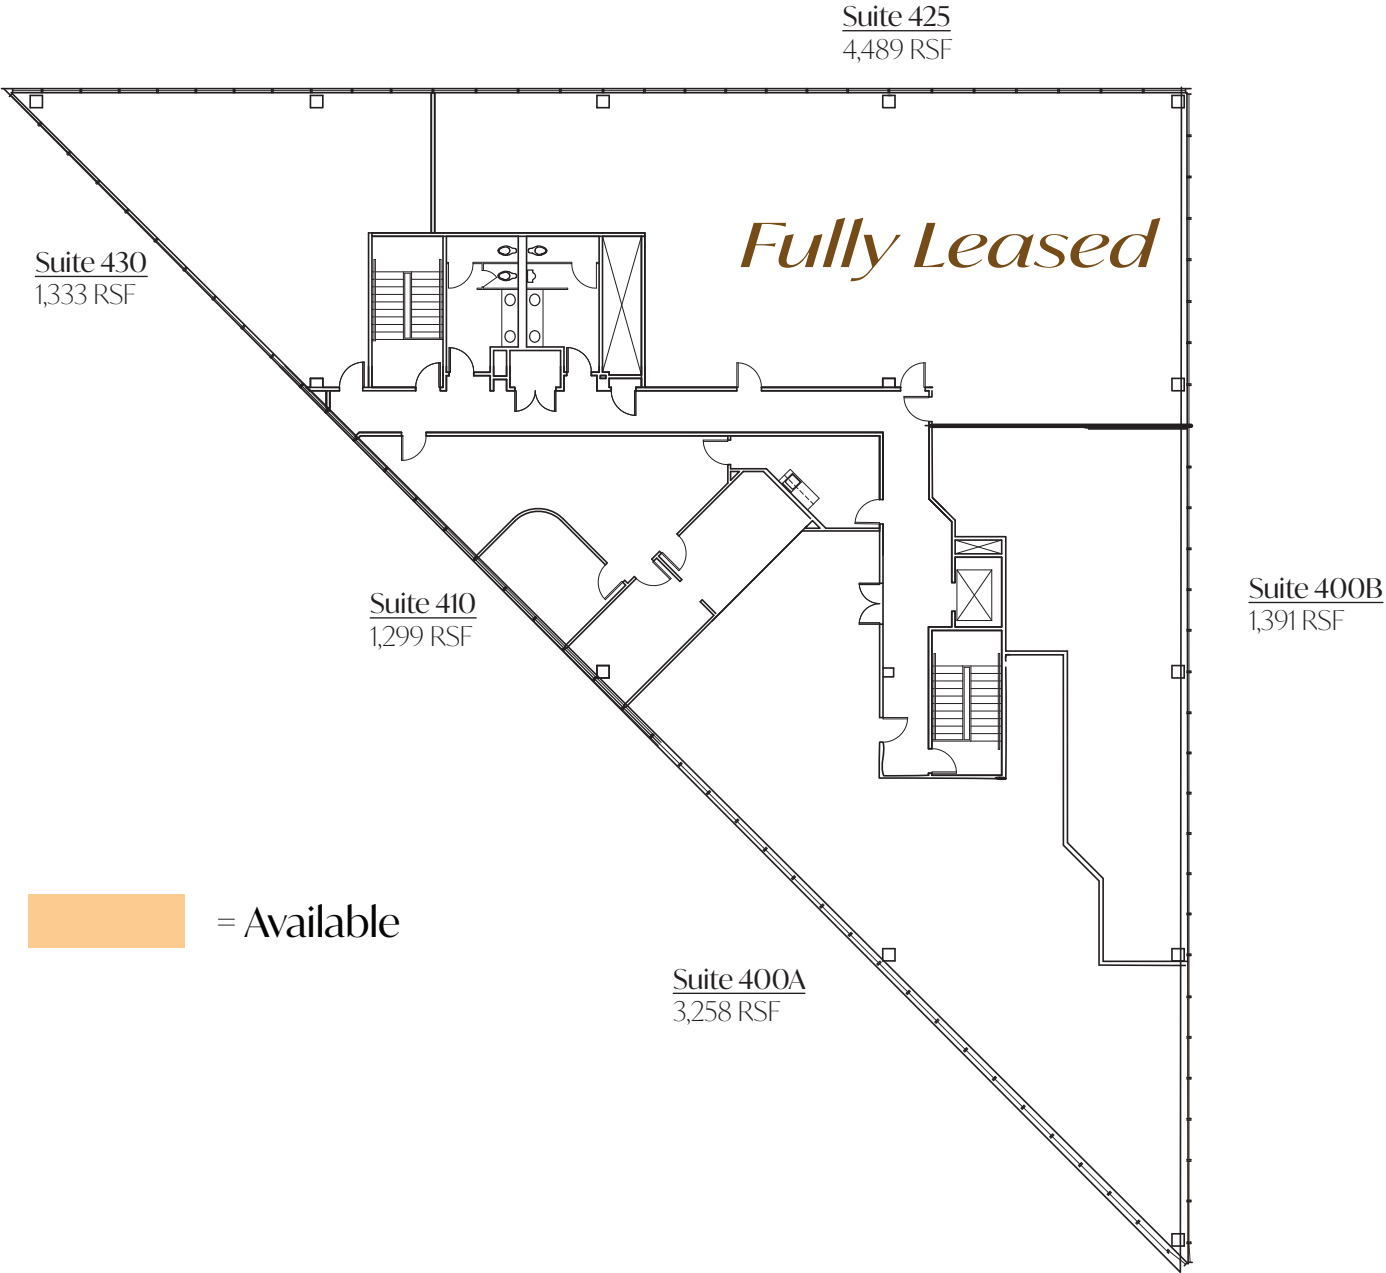 Suite 425
4,489 RSF
Fully Leased
Suite 430
1,333 RSF
Suite 400B
1,391 RSF
Suite 410
1,299 RSF
= Available
Suite 400A
3,258 RSF